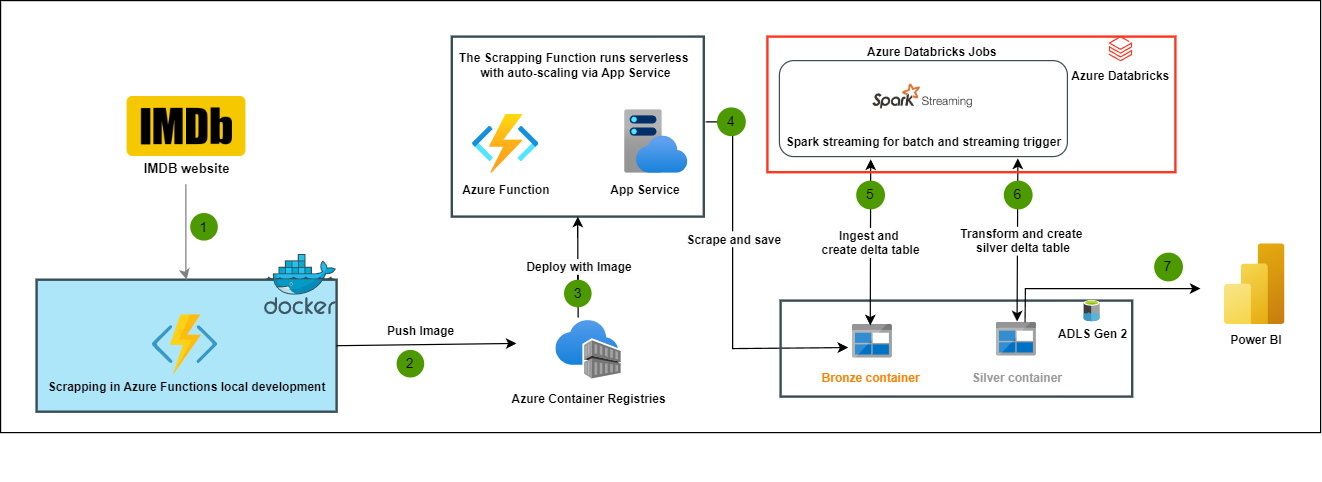 IMDb
IMDB website
1
docker
Scrapping in Azure Functions local development
Push Image
2
Azure Container Registries
3
Deploy with Image
The Scrapping Function runs serverless
with auto-scaling via App Service
Azure Function
App Service
4
Scrape and save
Azure Databricks Jobs
Azure Databricks
Spark Streaming
Spark streaming for batch and streaming trigger
5
Ingest and
create delta table
6
Transform and create
silver delta table
ADLS Gen 2
Bronze container
Silver container
7
Power BI